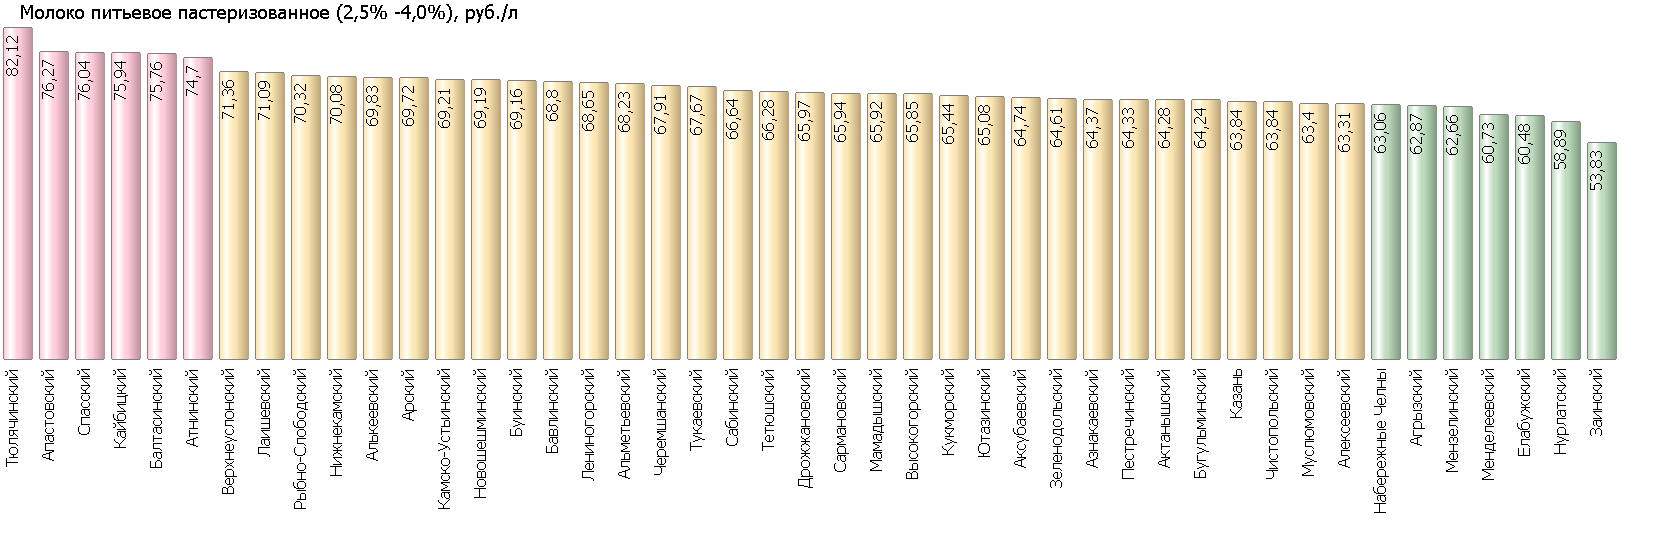 Молоко питьевое пастеризованное (2,5% -4,0%), руб./л
82,12
76,27
76,04
75,94
75,76
74,7
71,36
71,09
70,32
70,08
69,83
69,72
69,21
69,19
69,16
68,8
68,65
68,23
67,91
67,67
66,64
66,28
65,97
65,94
65,92
65,85
65,44
65,08
64,74
64,61
64,37
64,33
64,28
64,24
63,84
63,84
63,4
63,31
63,06
62,87
62,66
60,73
60,48
58,89
53,83
Тюлячинский
Апастовский
Спасский
Кайбицкий
Балтасинский
Атнинский
Верхнеуслонский
Лаишевский
Рыбно-Слободский
Нижнекамский
Алькеевский
Арский
Камско-Устьинский
Новошешминский
Буинский
Бавлинский
Лениногорский
Альметьевский
Черемшанский
Тукаевский
Сабинский
Тетюшский
Дрожжановский
Сармановский
Мамадышский
Высокогорский
Кукморский
Ютазинский
Аксубаевский
Зеленодольский
Азнакаевский
Пестречинский
Актанышский
Бугульминский
Казань
Чистопольский
Муслюмовский
Алексеевский
Набережные Челны
Агрызский
Мензелинский
Менделеевский
Елабужский
Нурлатский
Заинский